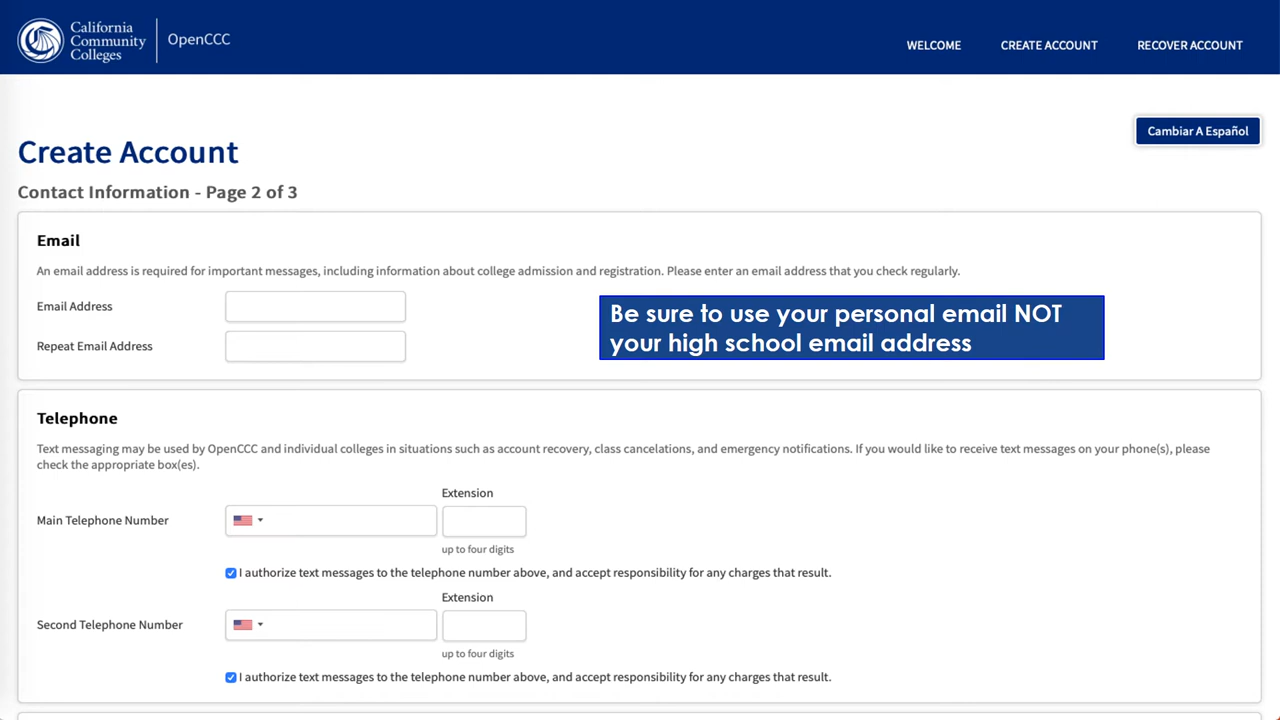 California
Community
Colleges
OpenCCC
WELCOME
CREATE ACCOUNT
RECOVER ACCOUNT
Cambiar A Español
Create Account
Contact Information - Page 2 of 3
Email
An email address is required for important messages, including information about college admission and registration. Please enter an email address that you check regularly.
Email Address
Repeat Email Address
Be sure to use your personal email NOT
your high school email address
Telephone
Text messaging may be used by OpenCCC and individual colleges in situations such as account recovery, class cancelations, and emergency notifications. If you would like to receive text messages on your phone(s), please
check the appropriate box(es).
Extension
Main Telephone Number
up to four digits
I authorize text messages to the telephone number above, and accept responsibility for any charges that result.
Extension
Second Telephone Number
up to four digits
I authorize text messages to the telephone number above, and accept responsibility for any charges that result.